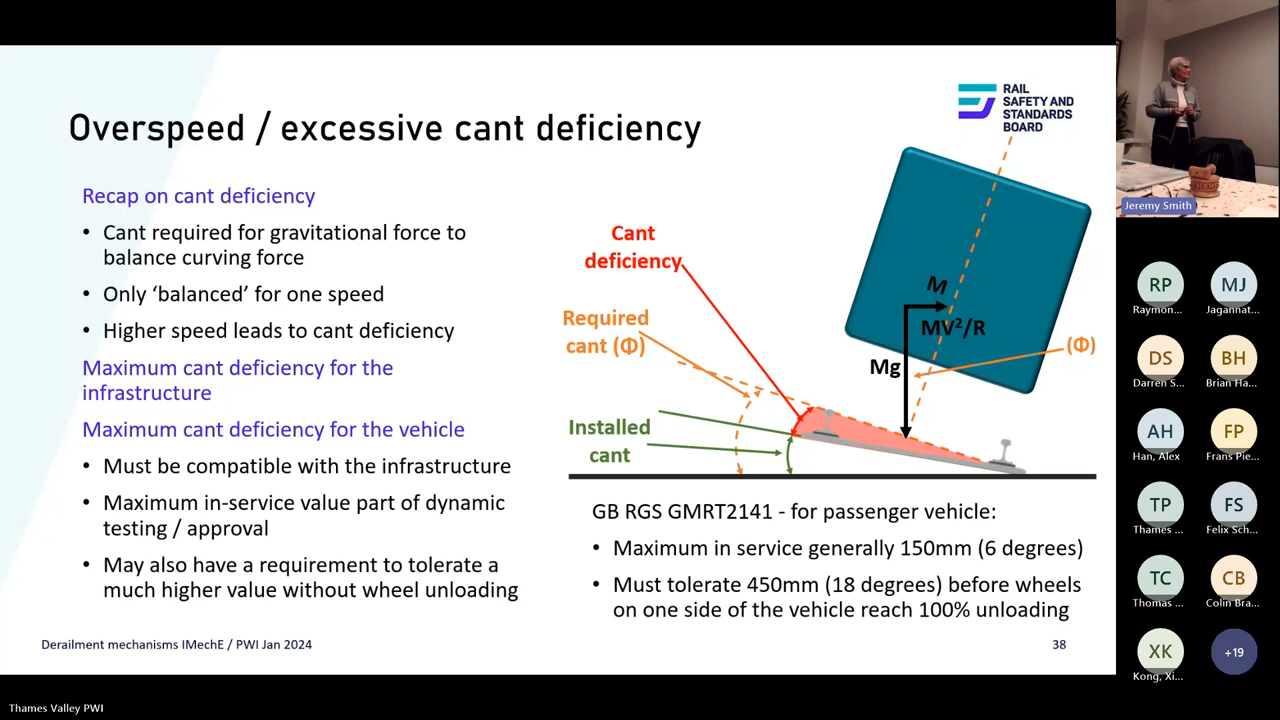 Overspeed / excessive cant deficiency
RAIL
SAFETY AND
STANDARDS
BOARD
Recap on cant deficiency
• Cant required for gravitational force to
balance curving force
• Only ‘balanced’ for one speed
• Higher speed leads to cant deficiency
Maximum cant deficiency for the
infrastructure
Maximum cant deficiency for the vehicle
• Must be compatible with the infrastructure
• Maximum in-service value part of dynamic
testing / approval
• May also have a requirement to tolerate a
much higher value without wheel unloading
Cant
deficiency
Required
cant (Φ)
Installed
cant
M
MV²/R
Mg
(Φ)
GB RGS GMRT2141 - for passenger vehicle:
• Maximum in service generally 150mm (6 degrees)
• Must tolerate 450mm (18 degrees) before wheels
on one side of the vehicle reach 100% unloading
Derailment mechanisms IMechE / PWI Jan 2024
38
Jeremy Smith
RP
MJ
Raymon...
Jagannat...
DS
BH
Darren S...
Brian Ha...
AH
FP
Han, Alex
Frans Pie...
TP
FS
Thames ...
Felix Sch...
TC
CB
Thomas ...
Colin Bra...
XK
+19
Kong, Xi...
Thames Valley PWI